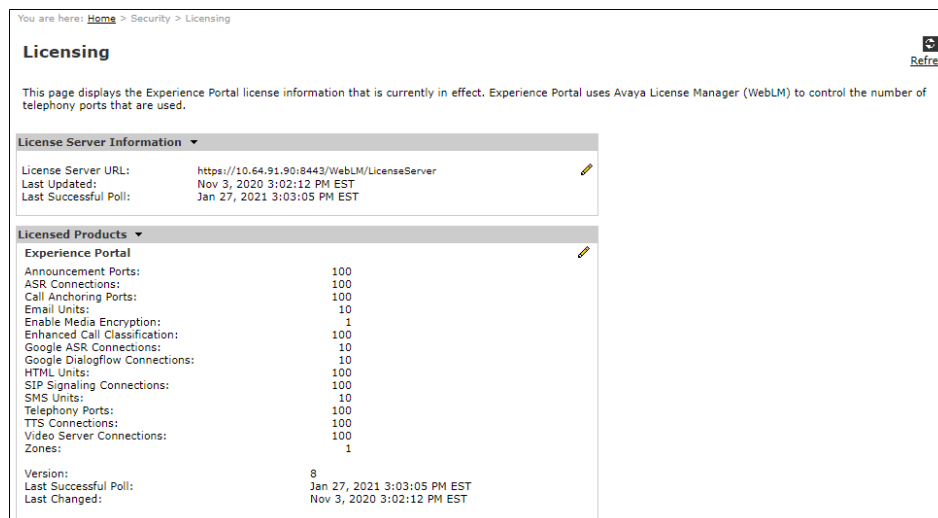 You are here: Home > Security > Licensing
Licensing
Refre
This page displays the Experience Portal license information that is currently in effect. Experience Portal uses Avaya License Manager (WebLM) to control the number of
telephony ports that are used.
License Server Information
License Server URL: https://10.64.91.90:8443/WebLM/LicenseServer
Last Updated: Nov 3, 2020 3:02:12 PM EST
Last Successful Poll: Jan 27, 2021 3:03:05 PM EST
Licensed Products
Experience Portal
Announcement Ports: 100
ASR Connections: 100
Call Anchoring Ports: 100
Email Units: 10
Enable Media Encryption: 1
Enhanced Call Classification: 100
Google ASR Connections: 10
Google Dialogflow Connections: 10
HTML Units: 100
SIP Signaling Connections: 100
SMS Units: 10
Telephony Ports: 100
TTS Connections: 100
Video Server Connections: 100
Zones: 1
Version: 8
Last Successful Poll: Jan 27, 2021 3:03:05 PM EST
Last Changed: Nov 3, 2020 3:02:12 PM EST